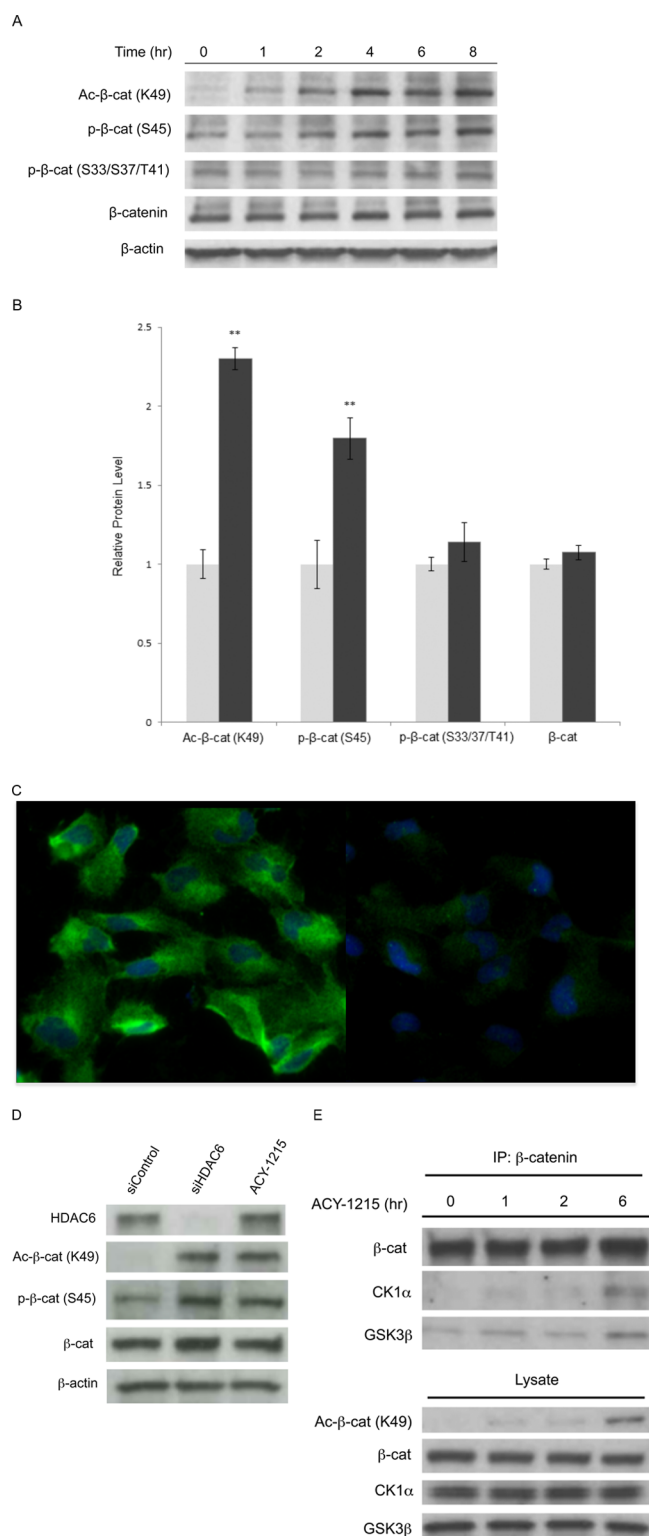 A
Time (hr) 0 1 2 4 6 8
Ac-β-cat (K49)
p-β-cat (S45)
p-β-cat (S33/S37/T41)
β-catenin
β-actin
B
2.5
2
1.5
1
0.5
0
Relative Protein Level
** **
Ac-β-cat (K49) p-β-cat (S45) p-β-cat (S33/37/T41) β-cat
C
D
siControl siHDAC6 ACY-1215
HDAC6
Ac-β-cat (K49)
p-β-cat (S45)
β-cat
β-actin
E
IP: β-catenin
ACY-1215 (hr) 0 1 2 6
β-cat
CK1α
GSK3β
Lysate
Ac-β-cat (K49)
β-cat
CK1α
GSK3β